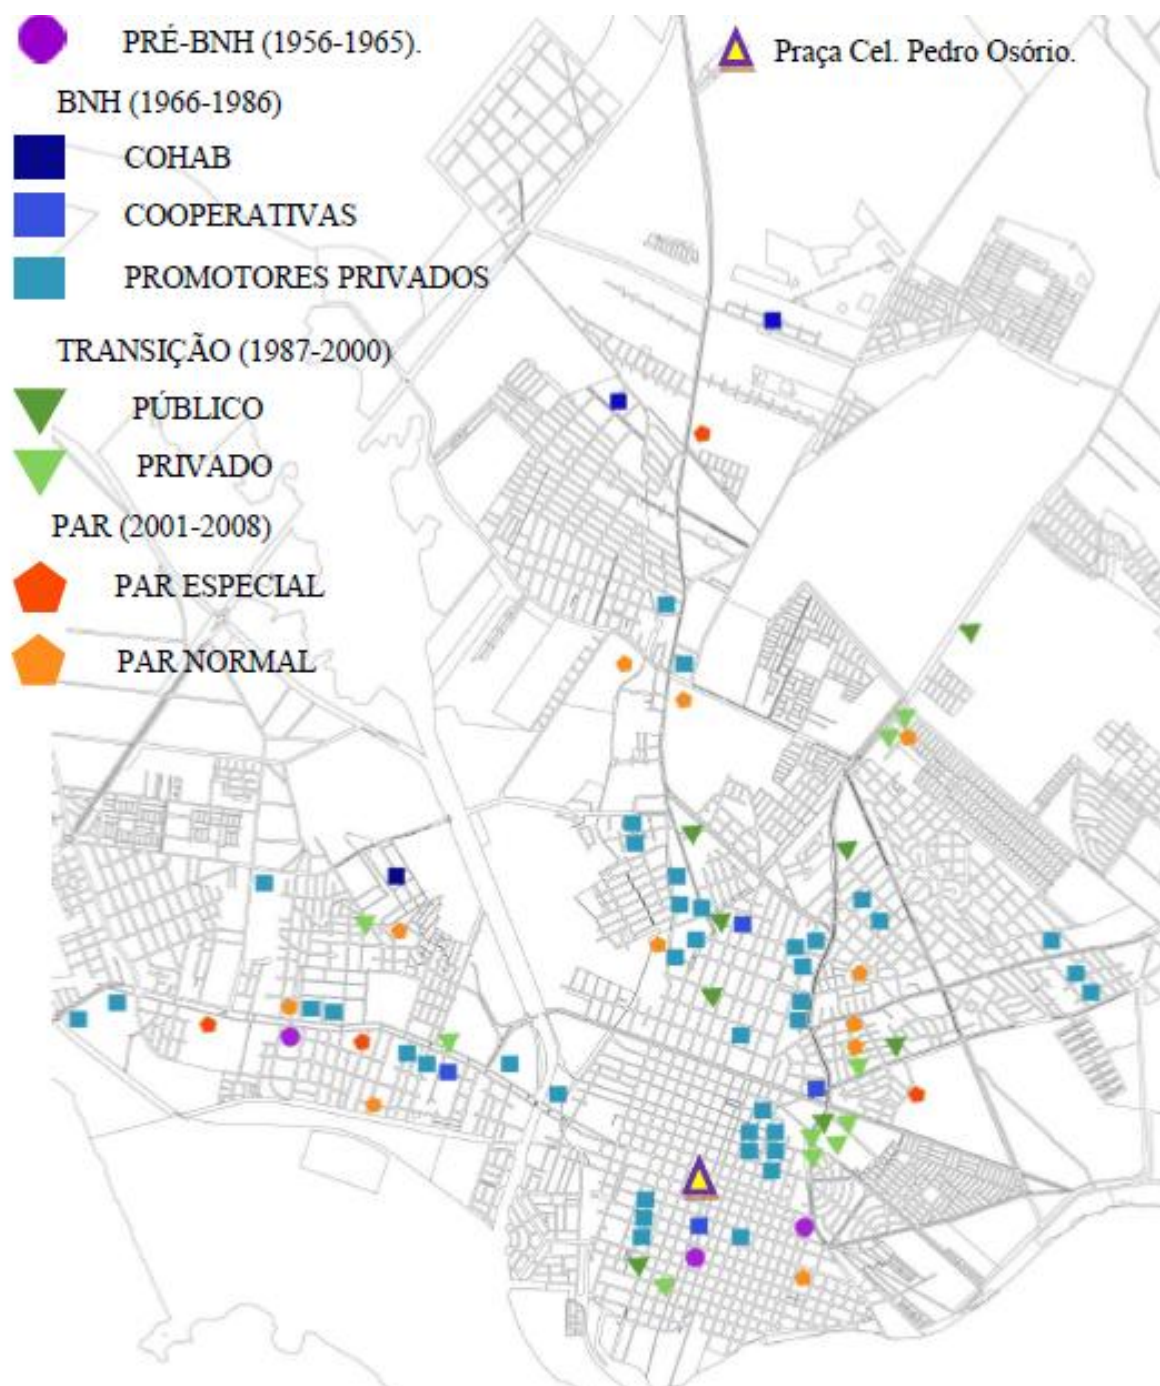 PRÉ-BNH (1956-1965).
Praça Cel. Pedro Osório.
BNH (1966-1986)
COHAB
COOPERATIVAS
PROMOTORES PRIVADOS
TRANSIÇÃO (1987-2000)
PÚBLICO
PRIVADO
PAR (2001-2008)
PAR ESPECIAL
PAR NORMAL